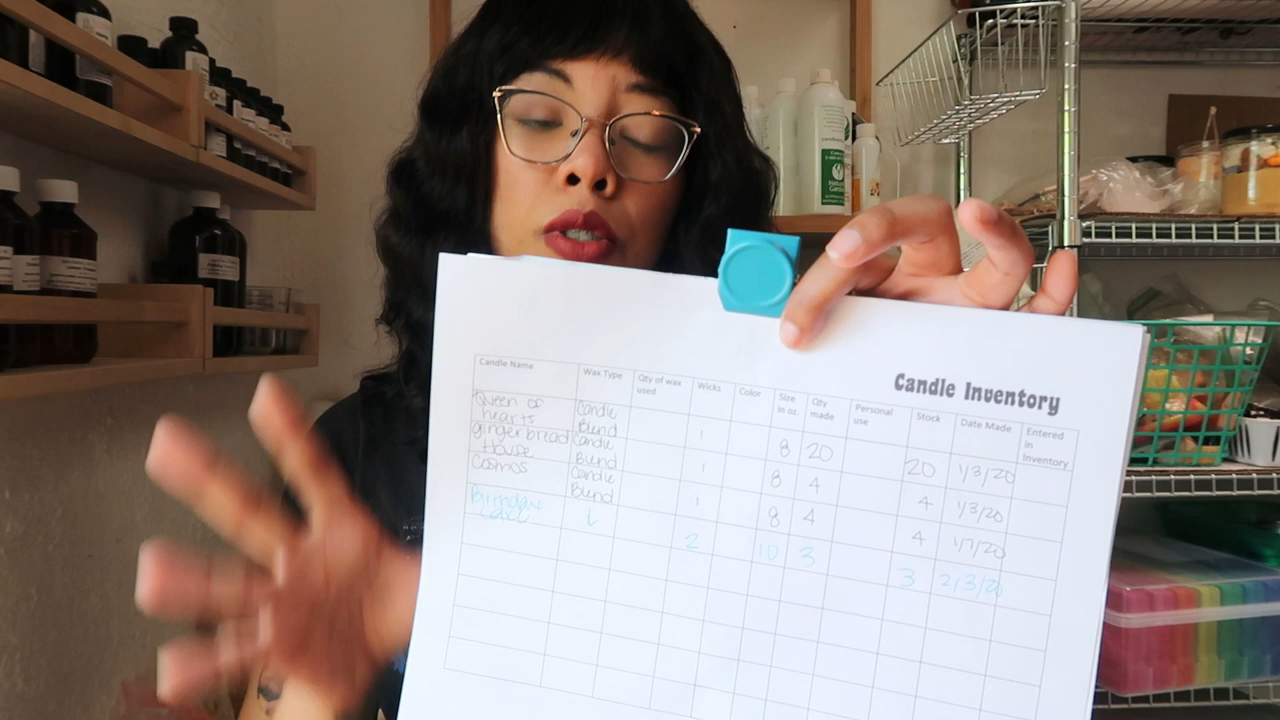 Candle Inventory
Candle Name Wax Type Qty of wax used Wicks Color Size in oz. Qty made Personal use Stock Date Made Entered in Inventory
Queen of hearts Candle Blend 1 8 20 20 1/3/20
gingerbread House Candle Blend 1 8 4 4 1/3/20
Cosmos Candle Blend 1 8 4 4 1/7/20
Birthday Cake 2 10 3 3 2/3/20